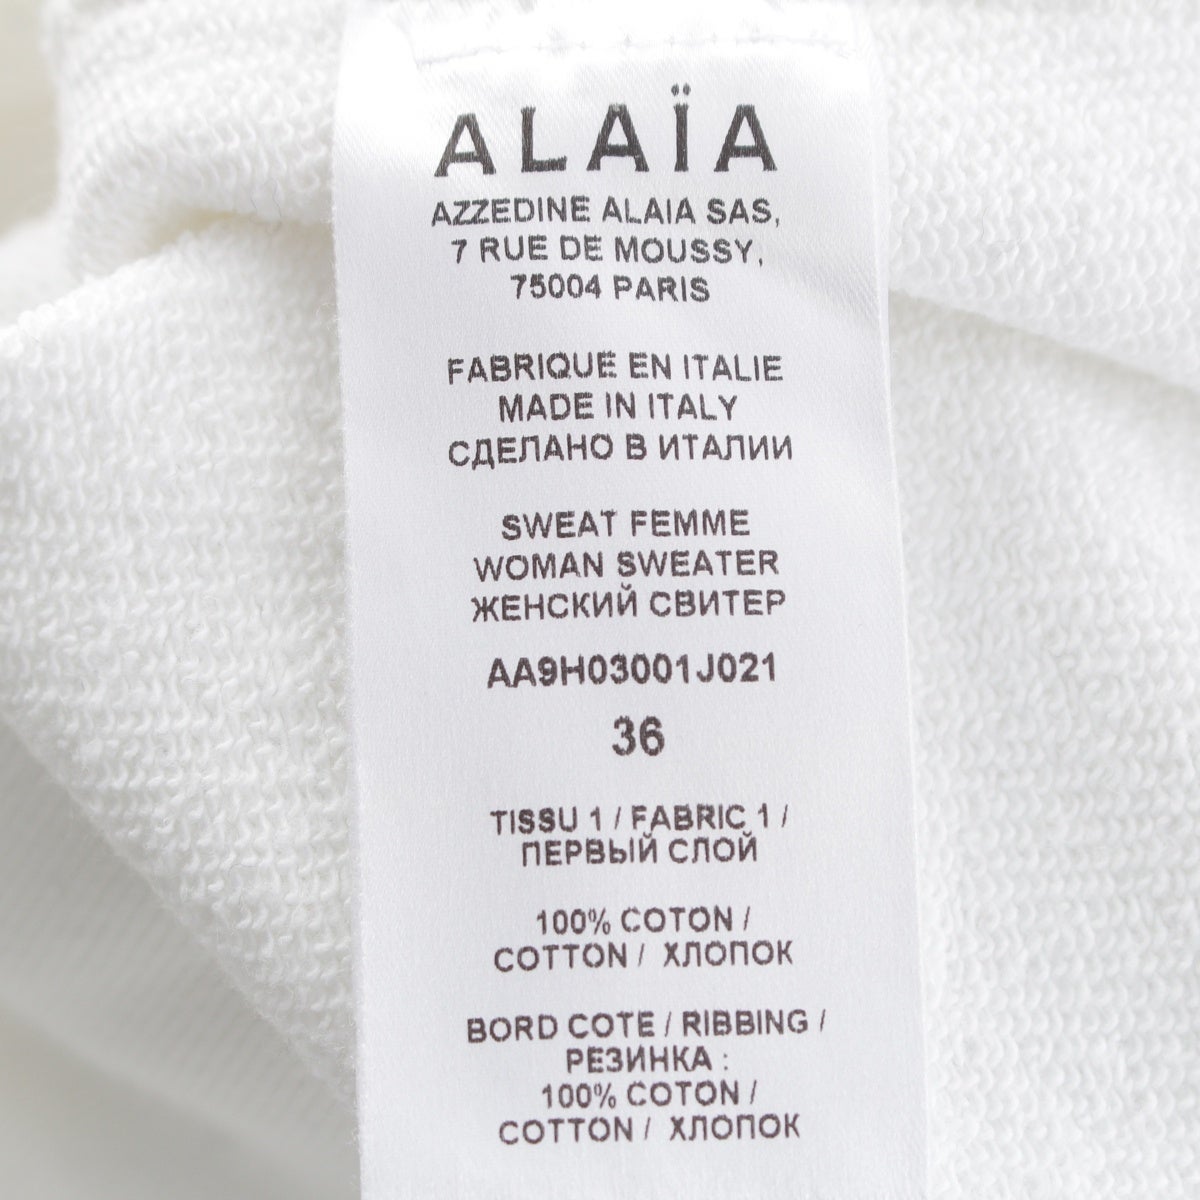 ALAÏA
AZZEDINE ALAIA SAS,
7 RUE DE MOUSSY,
75004 PARIS
FABRIQUE EN ITALIE
MADE IN ITALY
СДЕЛАНО В ИТАЛИИ
SWEAT FEMME
WOMAN SWEATER
ЖЕНСКИЙ СВИТЕР
AA9H03001J021
36
TISSU 1 / FABRIC 1 /
ПЕРВЫЙ СЛОЙ
100% COTON /
COTTON / ХЛОПОК
BORD COTE / RIBBING /
РЕЗИНКА :
100% COTON /
COTTON / ХЛОПОК